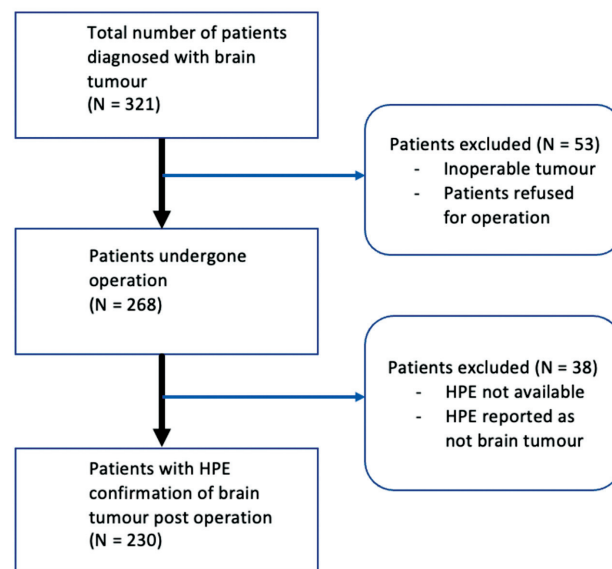 Total number of patients
diagnosed with brain
tumour
(N = 321)
Patients excluded (N = 53)
- Inoperable tumour
- Patients refused
for operation
Patients undergone
operation
(N = 268)
Patients excluded (N = 38)
- HPE not available
- HPE reported as
not brain tumour
Patients with HPE
confirmation of brain
tumour post operation
(N = 230)